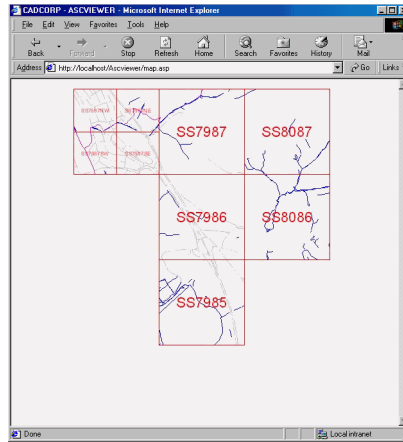 CADCORP - ASCVIEWER - Microsoft Internet Explorer
File Edit View Favorites Tools Help
Back Forward Stop Refresh Home Search Favorites History Mail
Address http://localhost/Ascviewer/map.asp Go Links
SS7987 SS8087
SS7986 SS8086
SS7985
Done Local intranet